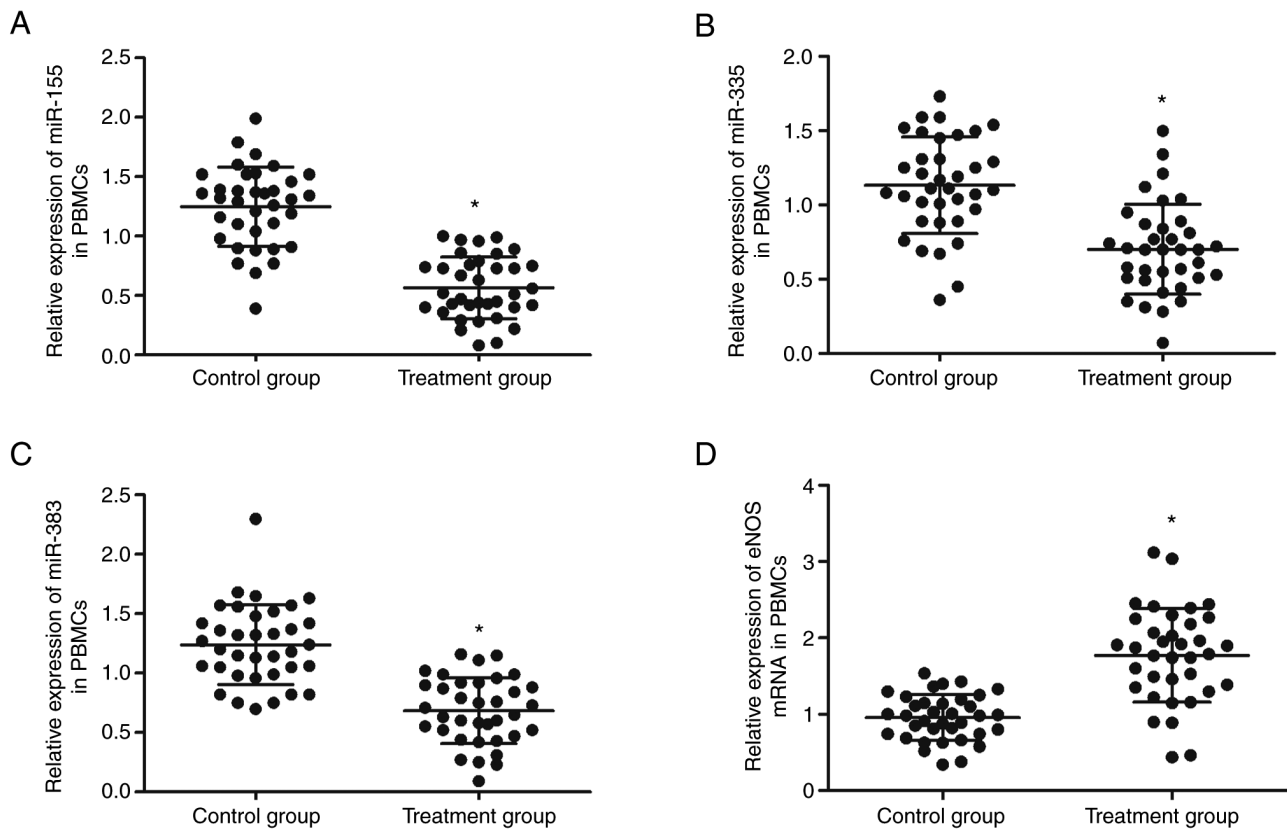 A
Relative expression of miR-155
in PBMCs
2.5
2.0
1.5
1.0
0.5
0.0
*
Control group
Treatment group
B
Relative expression of miR-335
in PBMCs
2.0
1.5
1.0
0.5
0.0
*
Control group
Treatment group
C
Relative expression of miR-383
in PBMCs
2.5
2.0
1.5
1.0
0.5
0.0
*
Control group
Treatment group
D
Relative expression of eNOS
mRNA in PBMCs
4
3
2
1
0
*
Control group
Treatment group